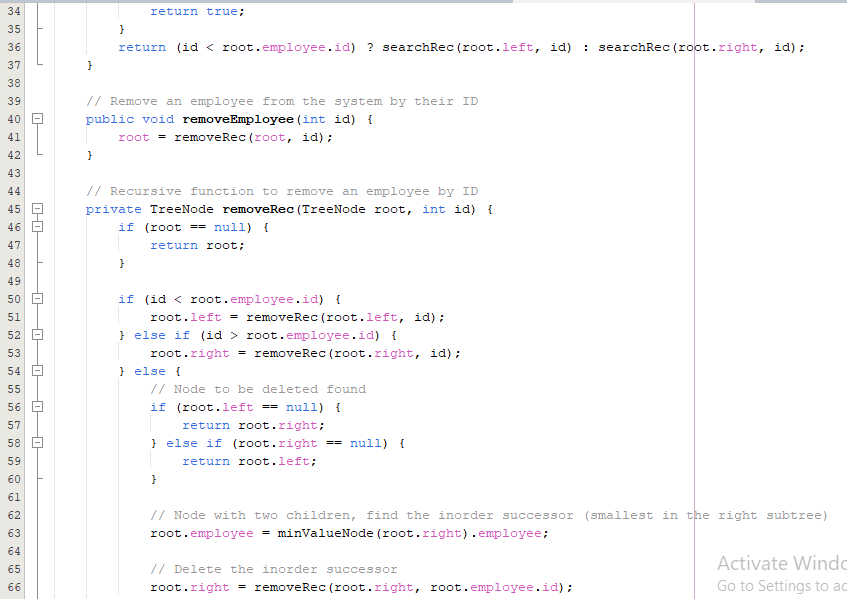 34 return true;
35 }
36 return (id < root.employee.id) ? searchRec(root.left, id) : searchRec(root.right, id);
37 }
38
39 // Remove an employee from the system by their ID
40 public void removeEmployee(int id) {
41 root = removeRec(root, id);
42 }
43
44 // Recursive function to remove an employee by ID
45 private TreeNode removeRec(TreeNode root, int id) {
46 if (root == null) {
47 return root;
48 }
49
50 if (id < root.employee.id) {
51 root.left = removeRec(root.left, id);
52 } else if (id > root.employee.id) {
53 root.right = removeRec(root.right, id);
54 } else {
55 // Node to be deleted found
56 if (root.left == null) {
57 return root.right;
58 } else if (root.right == null) {
59 return root.left;
60 }
61
62 // Node with two children, find the inorder successor (smallest in the right subtree)
63 root.employee = minValueNode(root.right).employee;
64
65 // Delete the inorder successor
66 root.right = removeRec(root.right, root.employee.id);
Activate Windo
Go to Settings to ac